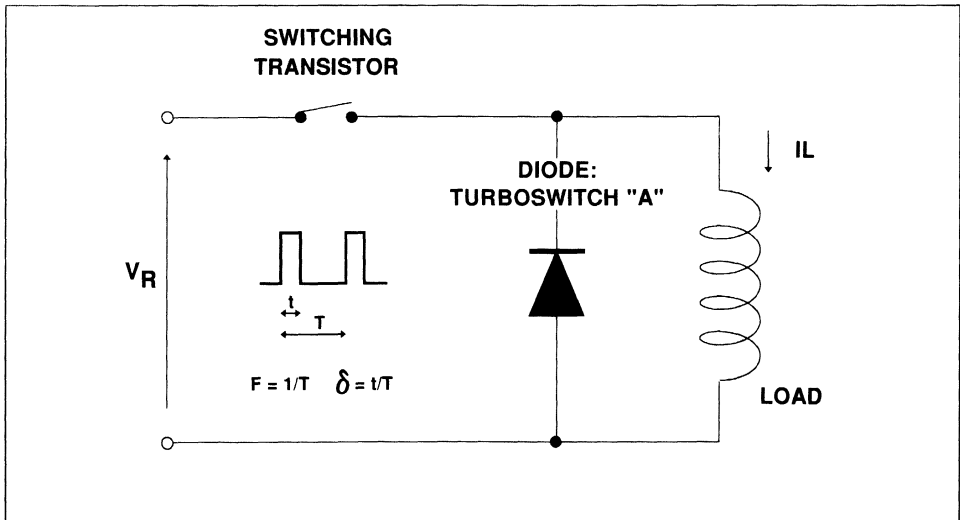 SWITCHING
TRANSISTOR
IL
DIODE:
TURBOSWITCH "A"
VR
t
T
F = 1/T δ = t/T
LOAD